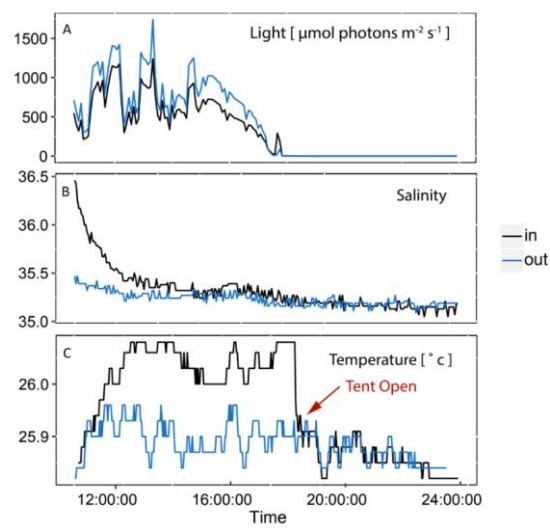 A
Light [ µmol photons m⁻² s⁻¹ ]
1500
1000
500
0
B
Salinity
36.5
36.0
35.5
35.0
in
out
C
Temperature [ ° c ]
Tent Open
26.0
25.9
12:00:00 16:00:00 20:00:00 24:00:00
Time